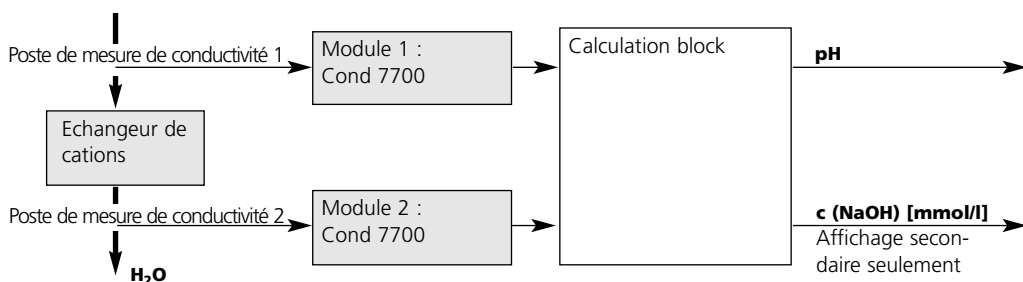 Poste de mesure de conductivité 1
Module 1 :
Cond 7700
Calculation block
pH
Echangeur de
cations
Poste de mesure de conductivité 2
Module 2 :
Cond 7700
c (NaOH) [mmol/l]
Affichage secon-
daire seulement
H₂O